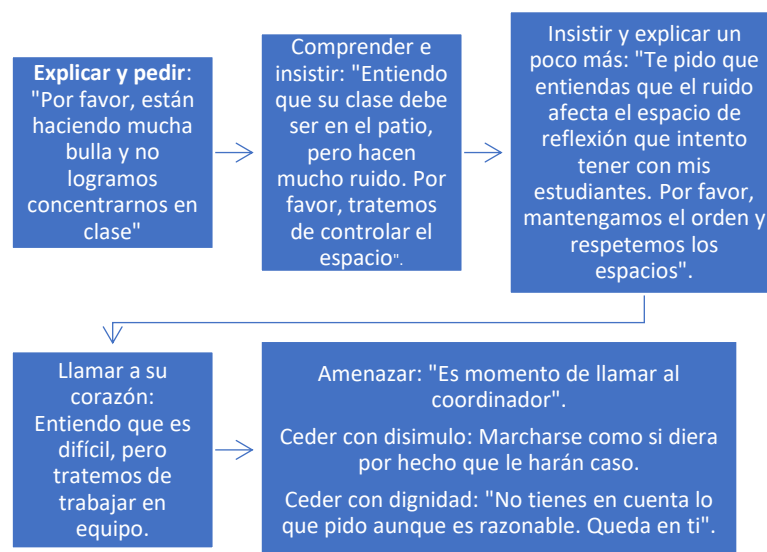 Explicar y pedir:
"Por favor, están
haciendo mucha
bulla y no
logramos
concentrarnos en
clase"
Comprender e
insistir: "Entiendo
que su clase debe
ser en el patio,
pero hacen
mucho ruido. Por
favor, tratemos
de controlar el
espacio".
Insistir y explicar un
poco más: "Te pido que
entiendas que el ruido
afecta el espacio de
reflexión que intento
tener con mis
estudiantes. Por favor,
mantengamos el orden y
respetemos los
espacios".
Llamar a su
corazón:
Entiendo que es
difícil, pero
tratemos de
trabajar en
equipo.
Amenazar: "Es momento de llamar al
coordinador".
Ceder con disimulo: Marcharse como si diera
por hecho que le harán caso.
Ceder con dignidad: "No tienes en cuenta lo
que pido aunque es razonable. Queda en ti".